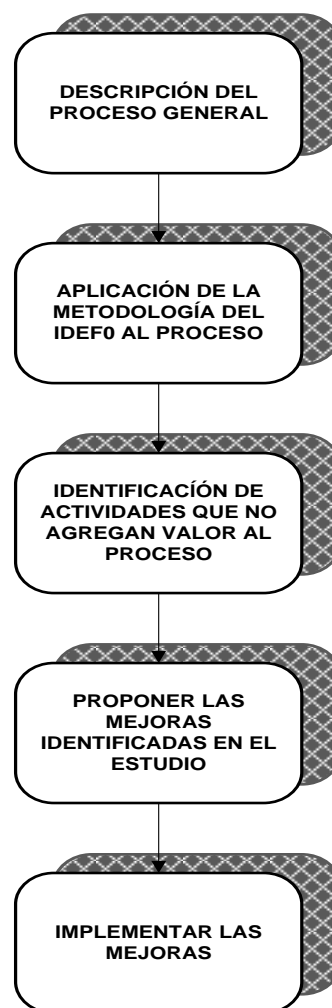 DESCRIPCIÓN DEL
PROCESO GENERAL
APLICACIÓN DE LA
METODOLOGÍA DEL
IDEF0 AL PROCESO
IDENTIFICACÍÓN DE
ACTIVIDADES QUE NO
AGREGAN VALOR AL
PROCESO
PROPONER LAS
MEJORAS
IDENTIFICADAS EN EL
ESTUDIO
IMPLEMENTAR LAS
MEJORAS